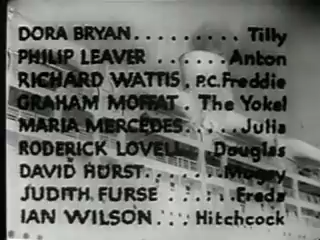 DORA BRYAN......... Tilly
PHILIP LEAVER ......Anton
RICHARD WATTIS . P.C.Freddie
GRAHAM MOFFAT . The Yokel
MARIA MERCEDES..... Julia
RODERICK LOVELL.. Douglas
DAVID HURST.......
JUDITH FURSE ......Freda
IAN WILSON... Hitchcock